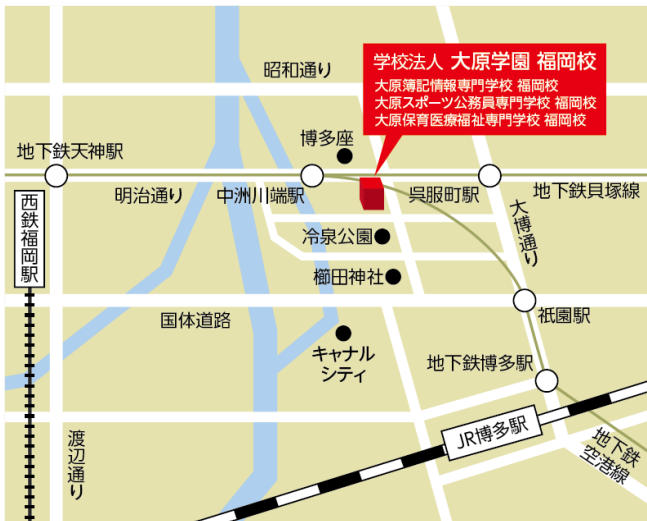 学校法人 大原学園 福岡校
大原簿記情報専門学校 福岡校
大原スポーツ公務員専門学校 福岡校
大原保育医療福祉専門学校 福岡校
昭和通り
博多座
地下鉄天神駅
明治通り
中洲川端駅
呉服町駅
地下鉄貝塚線
西鉄福岡駅
大博通り
冷泉公園
櫛田神社
国体道路
祇園駅
キャナル
シティ
地下鉄博多駅
JR博多駅
渡辺通り
地下鉄
空港線